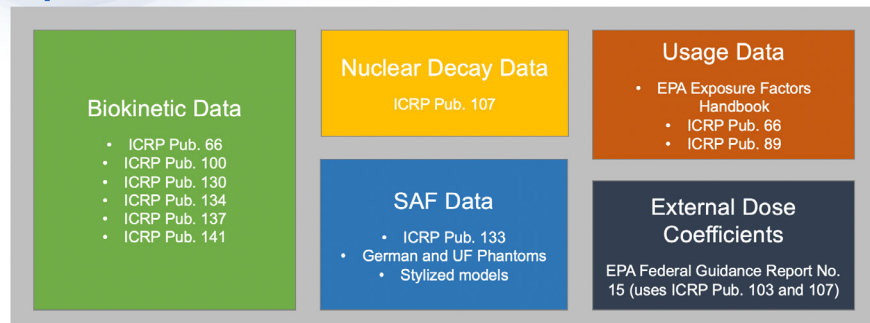 Biokinetic Data
• ICRP Pub. 66
• ICRP Pub. 100
• ICRP Pub. 130
• ICRP Pub. 134
• ICRP Pub. 137
• ICRP Pub. 141
Nuclear Decay Data
ICRP Pub. 107
SAF Data
• ICRP Pub. 133
• German and UF Phantoms
• Stylized models
Usage Data
• EPA Exposure Factors
Handbook
• ICRP Pub. 66
• ICRP Pub. 89
External Dose
Coefficients
EPA Federal Guidance Report No.
15 (uses ICRP Pub. 103 and 107)